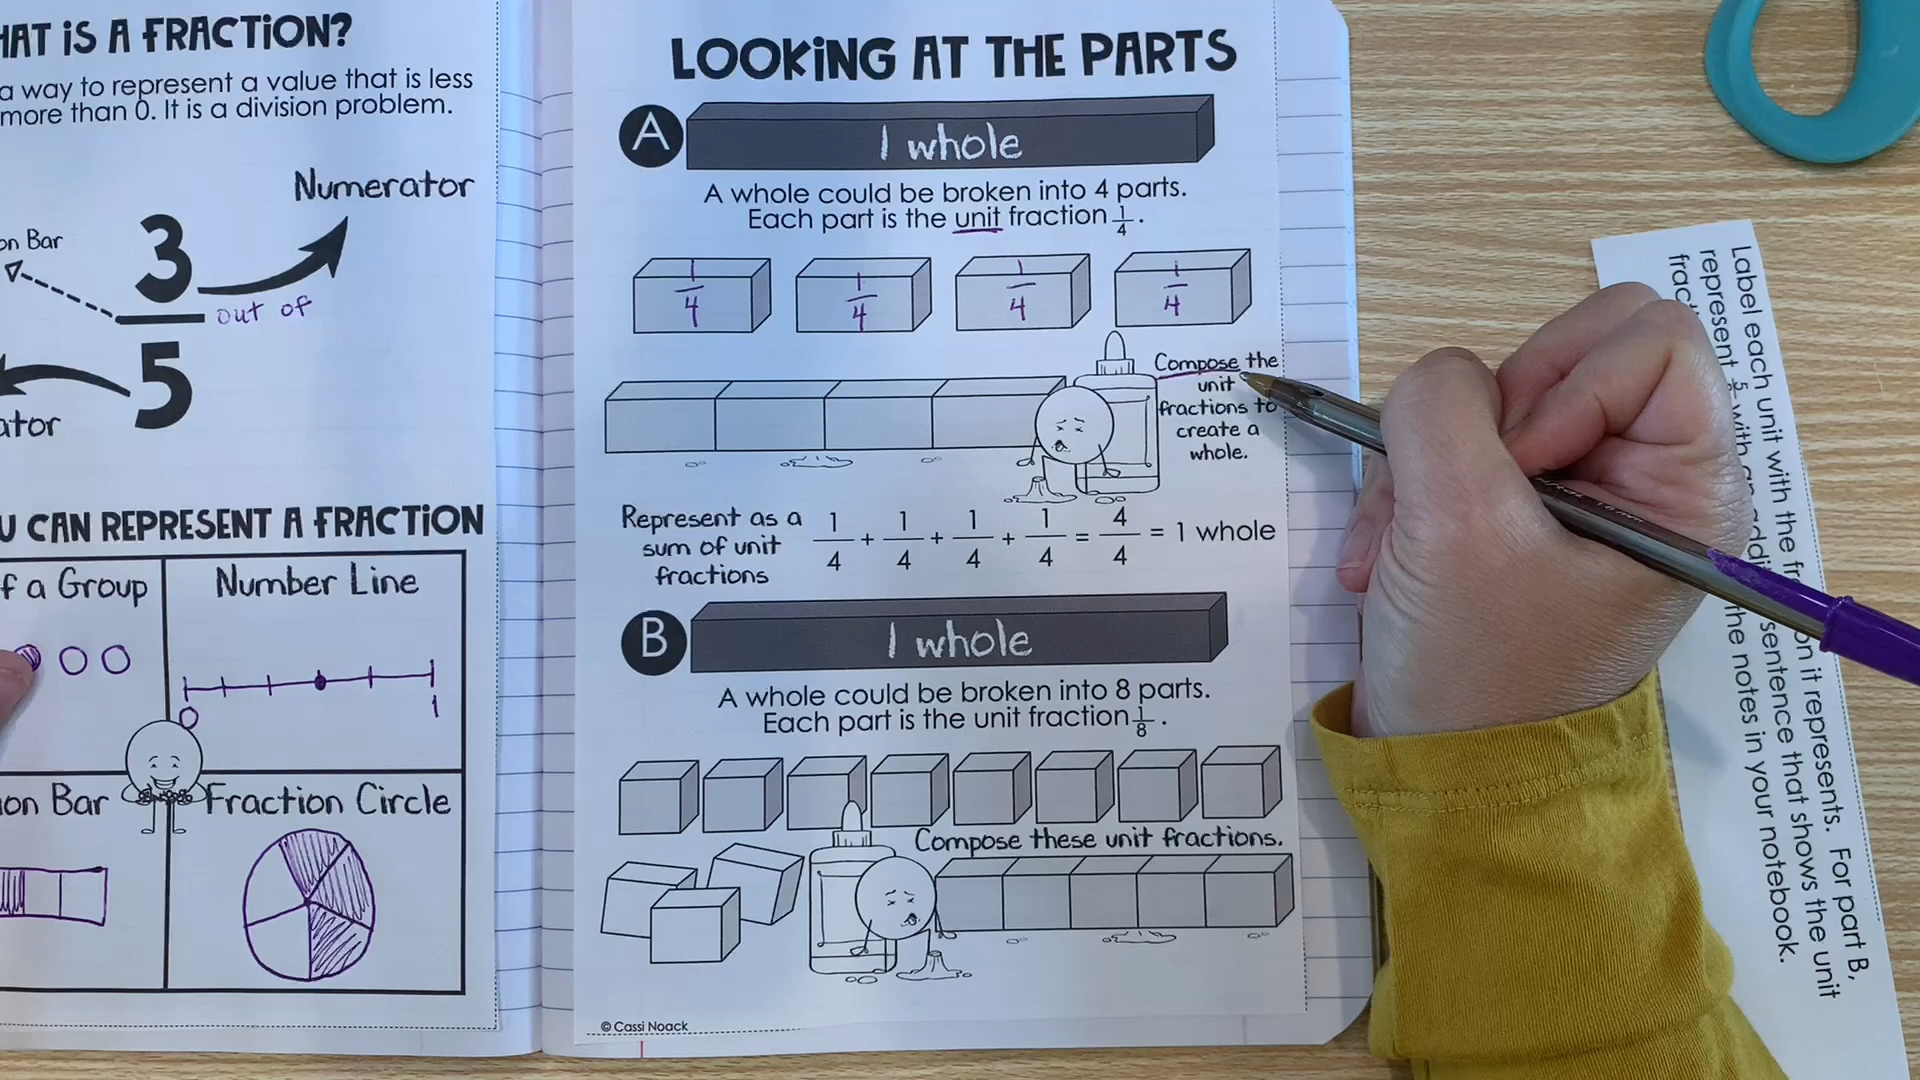 WHAT IS A FRACTION?
a way to represent a value that is less
more than 0. It is a division problem.
Numerator
on Bar
3
out of
5
ator
U CAN REPRESENT A FRACTION
f a Group
Number Line
0
1
ion Bar
Fraction Circle
LOOKING AT THE PARTS
A
1 whole
A whole could be broken into 4 parts.
Each part is the unit fraction 1/4.
1/4 1/4 1/4 1/4
Compose the
unit
fractions to
create a
whole.
Represent as a
sum of unit
fractions
1/4 + 1/4 + 1/4 + 1/4 = 4/4 = 1 whole
B
1 whole
A whole could be broken into 8 parts.
Each part is the unit fraction 1/8.
Compose these unit fractions.
© Cassi Noack
Label each unit with the fr on it represents. For part B,
represent with an addi sentence that shows the unit
frac the notes in your notebook.